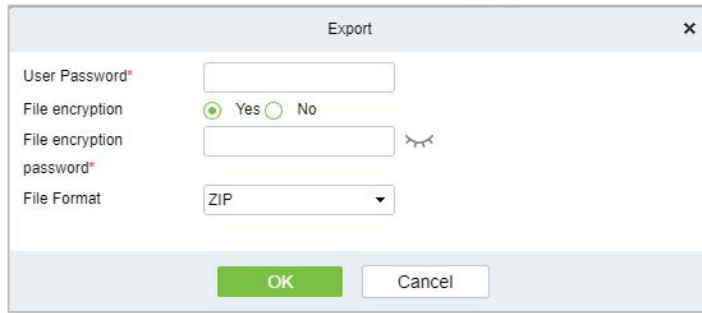 Export
User Password*
File encryption Yes No
File encryption
password*
File Format ZIP
OK Cancel